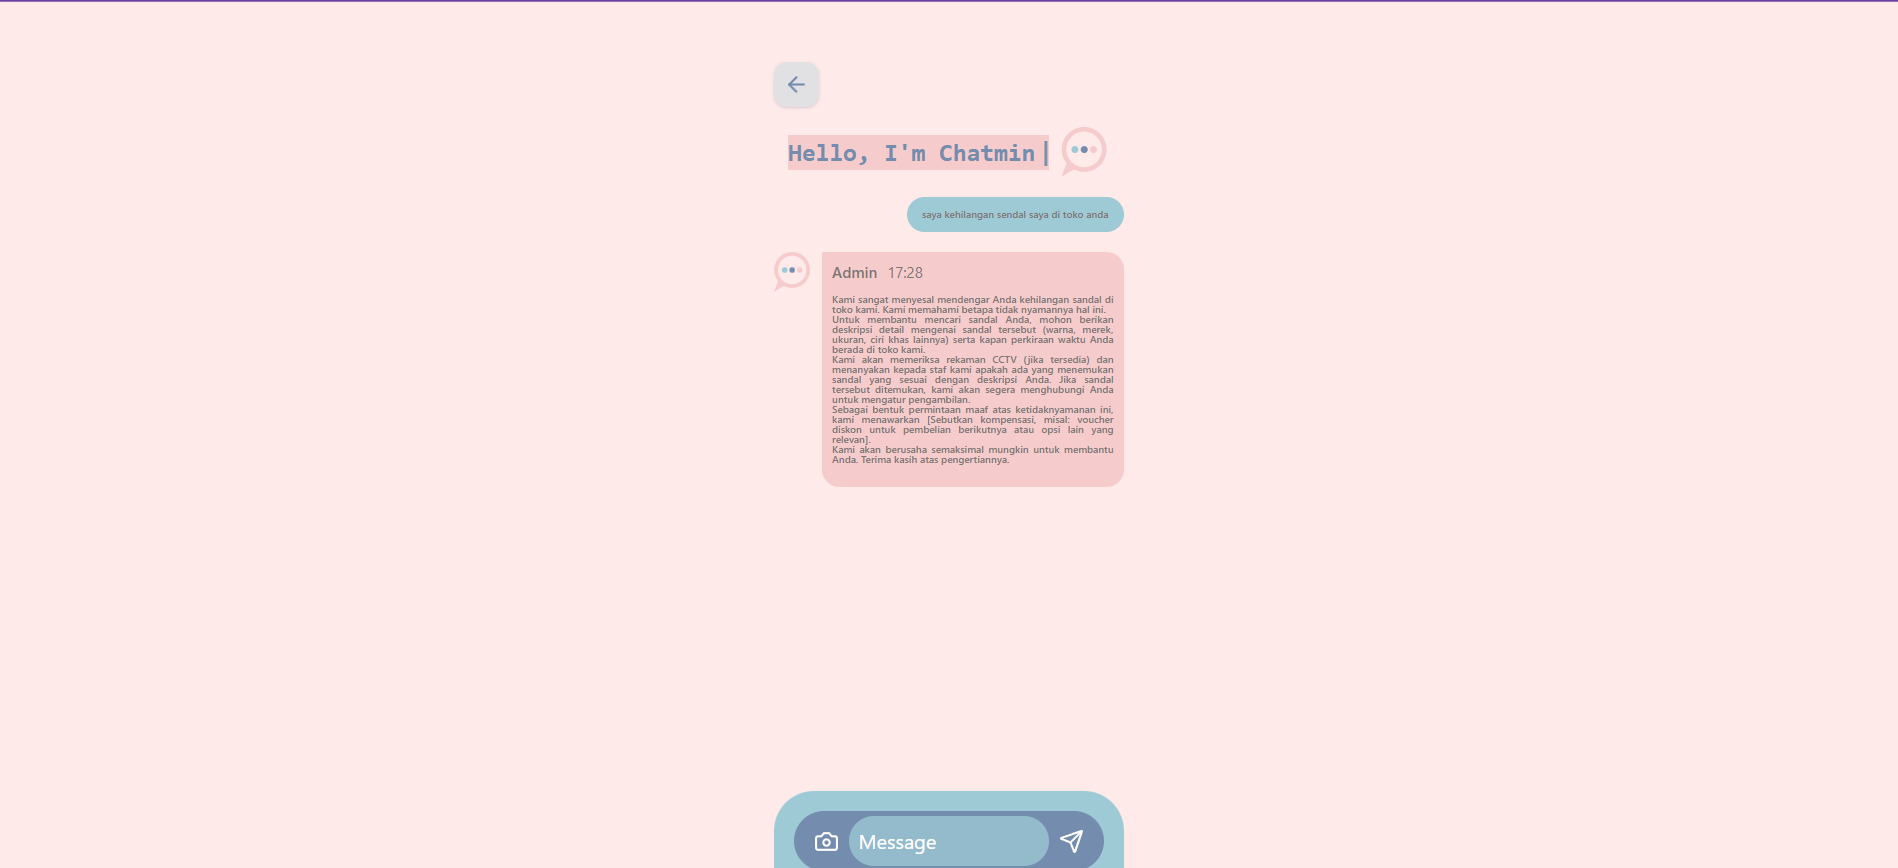 Hello, I'm Chatmin
saya kehilangan sendal saya di toko anda
Admin 17:28
Kami sangat menyesal mendengar Anda kehilangan sandal di
toko kami. Kami memahami betapa tidak nyamannya hal ini.
Untuk membantu mencari sandal Anda, mohon berikan
deskripsi detail mengenai sandal tersebut (warna, merek,
ukuran, ciri khas lainnya) serta kapan perkiraan waktu Anda
berada di toko kami.
Kami akan memeriksa rekaman CCTV (jika tersedia) dan
menanyakan kepada staf kami apakah ada yang menemukan
sandal yang sesuai dengan deskripsi Anda. Jika sandal
tersebut ditemukan, kami akan segera menghubungi Anda
untuk mengatur pengambilan.
Sebagai bentuk permintaan maaf atas ketidaknyamanan ini,
kami menawarkan [Sebutkan kompensasi, misal: voucher
diskon untuk pembelian berikutnya atau opsi lain yang
relevan].
Kami akan berusaha semaksimal mungkin untuk membantu
Anda. Terima kasih atas pengertiannya.
Message